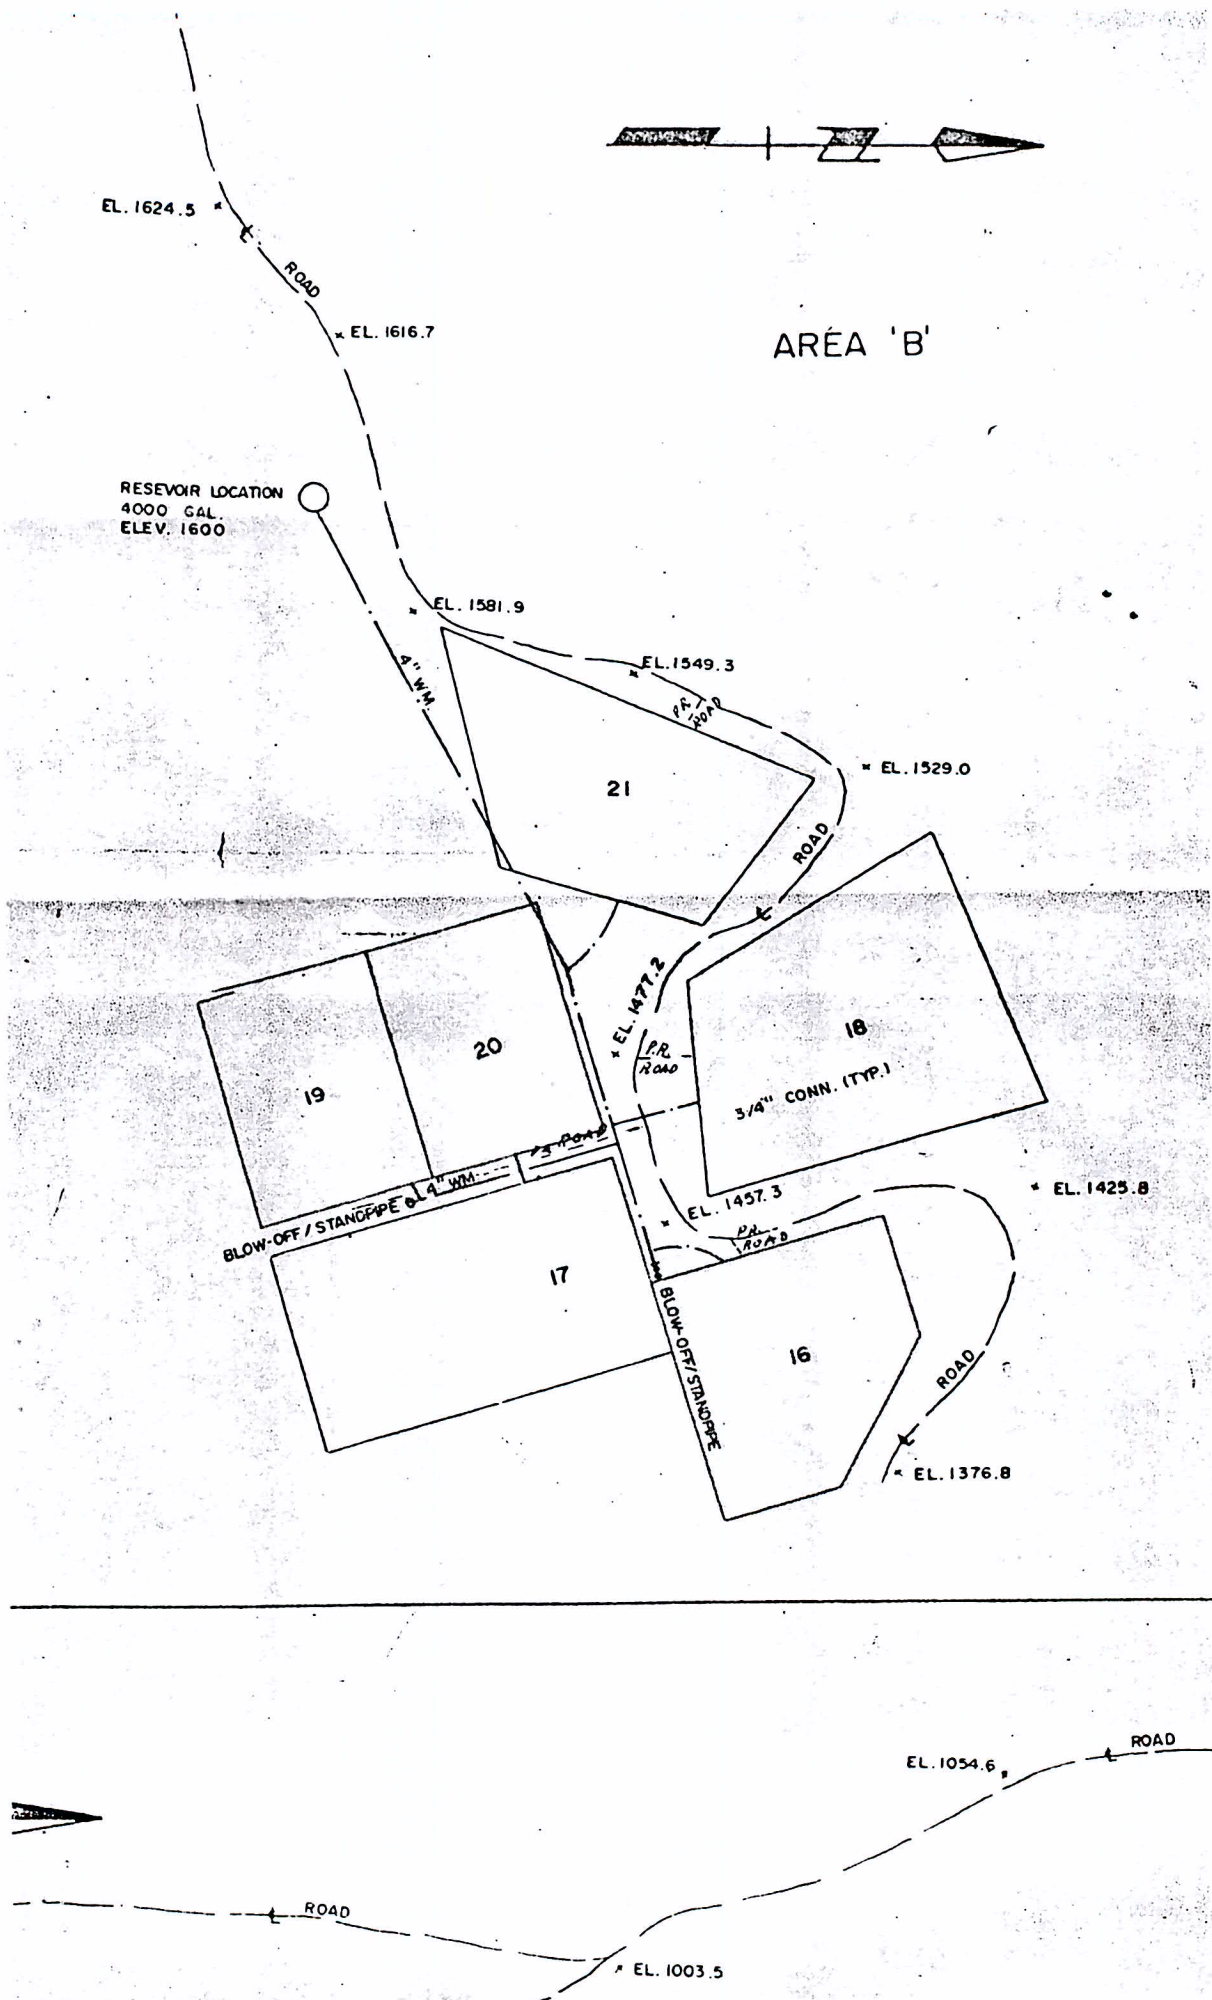 N
EL. 1624.5
ROAD
EL. 1616.7
AREA 'B'
RESEVOIR LOCATION
4000 GAL.
ELEV. 1600
EL. 1581.9
4" WM.
EL. 1549.3
P.R.
ROAD
EL. 1529.0
21
ROAD
EL. 1477.2
18
20
P.R.
ROAD
3/4" CONN. (TYP.)
19
ROAD
4" WM
EL. 1425.8
EL. 1457.3
BLOW-OFF/STANDPIPE
P.R.
ROAD
17
BLOW-OFF/STANDPIPE
16
ROAD
EL. 1376.8
ROAD
EL. 1054.6
ROAD
EL. 1003.5